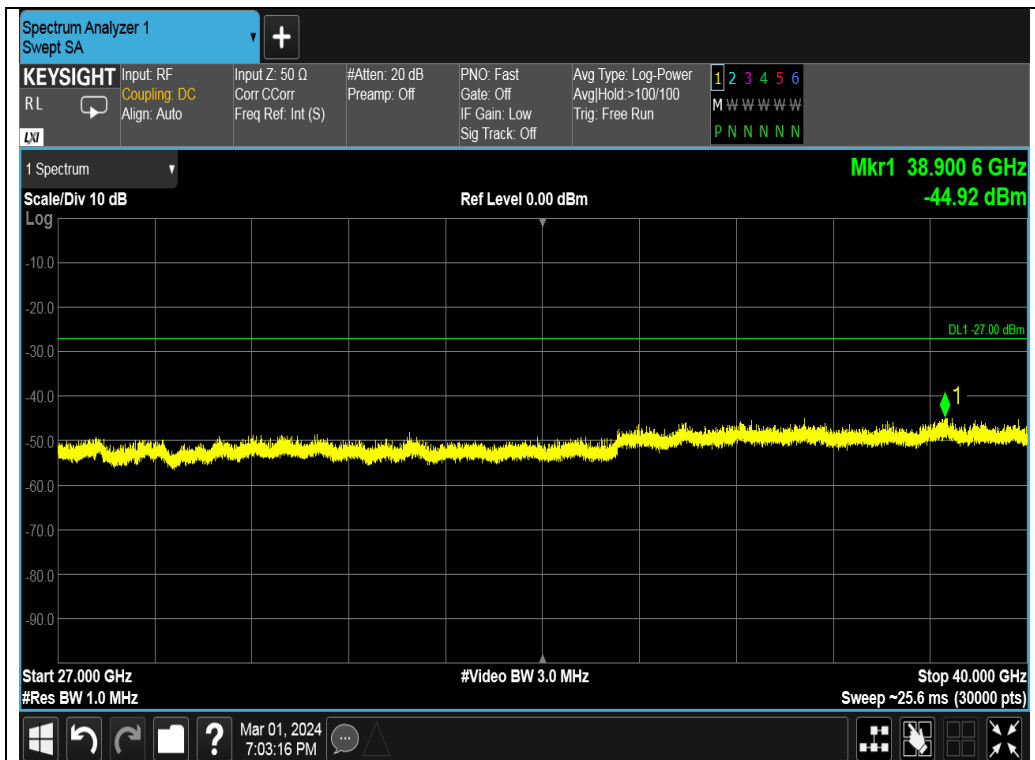 Spectrum Analyzer 1
Swept SA
+
KEYSIGHT
RL
LXI
Input: RF
Coupling: DC
Align: Auto
Input Z: 50 Ω
Corr CCorr
Freq Ref: Int (S)
#Atten: 20 dB
Preamp: Off
PNO: Fast
Gate: Off
IF Gain: Low
Sig Track: Off
Avg Type: Log-Power
Avg|Hold:>100/100
Trig: Free Run
1 2 3 4 5 6
M W W W W W
P N N N N N
1 Spectrum
Mkr1 38.900 6 GHz
Scale/Div 10 dB
Ref Level 0.00 dBm
-44.92 dBm
Log
-10.0
-20.0
DL1 -27.00 dBm
-30.0
-40.0
1
-50.0
-60.0
-70.0
-80.0
-90.0
Start 27.000 GHz
#Video BW 3.0 MHz
Stop 40.000 GHz
#Res BW 1.0 MHz
Sweep ~25.6 ms (30000 pts)
?
Mar 01, 2024
7:03:16 PM